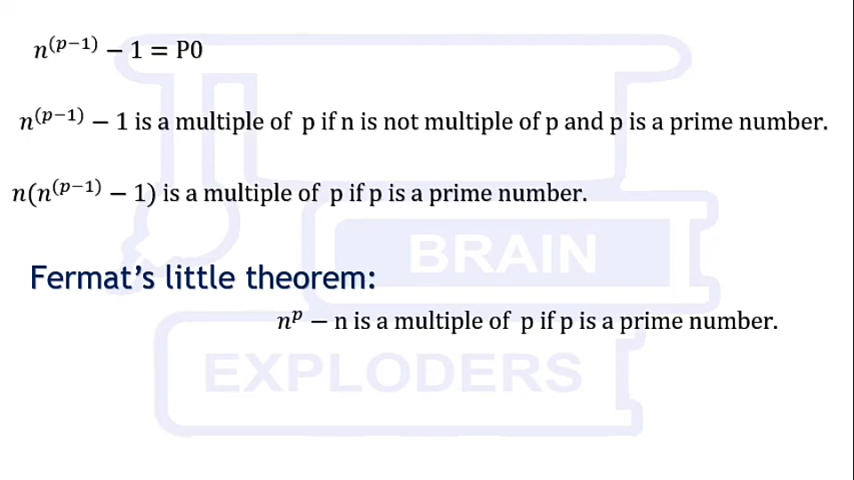 n^(p−1) − 1 = P0
n^(p−1) − 1 is a multiple of p if n is not multiple of p and p is a prime number.
n(n^(p−1) − 1) is a multiple of p if p is a prime number.
BRAIN
Fermat's little theorem:
n^p − n is a multiple of p if p is a prime number.
EXPLODERS